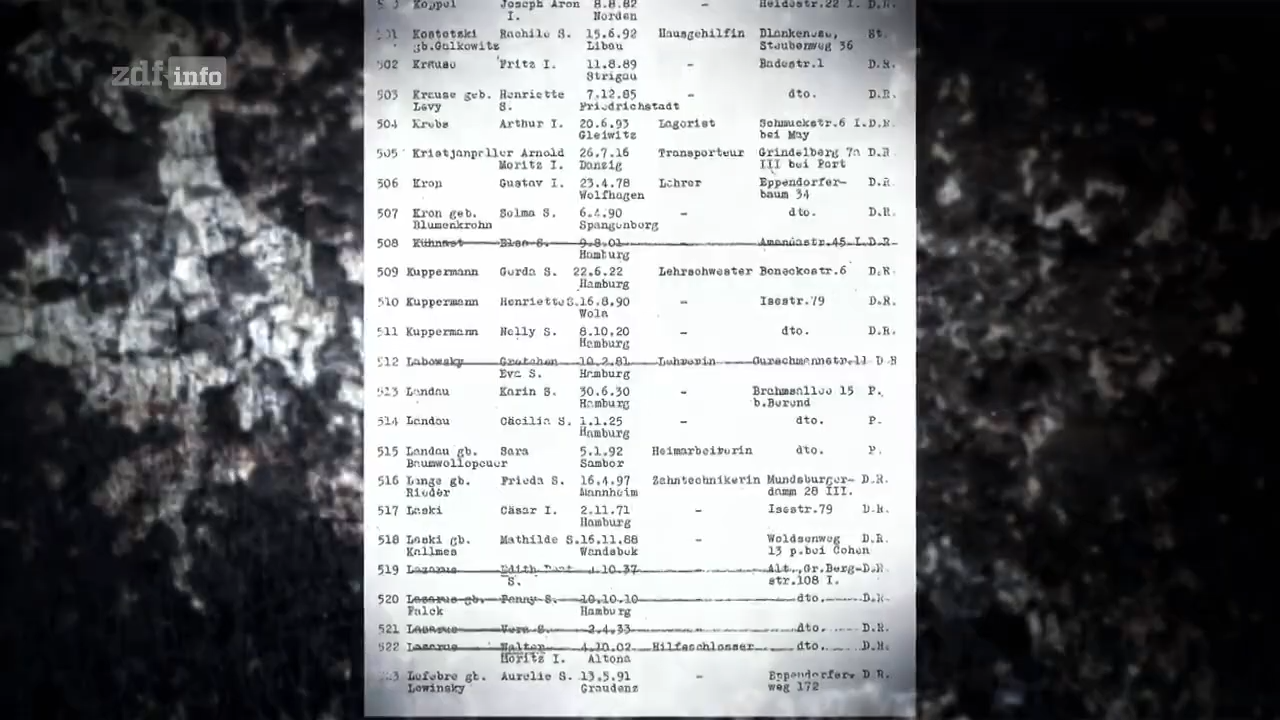 zdf info
Koppel Joseph Aron 8.8.82 - Heidestr.22 I. D.R.
I. Norden
Kostetski Rachile S. 15.6.92 Hausgehilfin Blankenese, St.
gb.Galkowitz Libau Steubenweg 36
502 Krause Fritz I. 11.8.89 - Badestr.1 D.R.
Strigau
503 Krause geb. Henriette 7.12.85 - dto. D.R.
Levy S. Friedrichstadt
504 Krebs Arthur I. 20.6.93 Lagerist Schmuckstr.6 I.D.R.
Gleiwitz bei May
505 Kristjanpoller Arnold 26.7.16 Transporteur Grindelberg 7a D.R
Moritz I. Danzig III bei Port
506 Kron Gustav I. 23.4.78 Lehrer Eppendorfer- D.R.
Wolfhagen baum 34
507 Kron geb. Selma S. 6.4.90 - dto. D.R.
Blumenkrohn Spangenberg
508 Kühnast Elsa S. 9.8.01 Amandastr.45 I.D.R.
Hamburg
509 Kuppermann Gerda S. 22.6.22 Lehrschwester Beneckestr.6 D.R.
Hamburg
510 Kuppermann Henriette S.16.8.90 - Isestr.79 D.R.
Wola
511 Kuppermann Nelly S. 8.10.20 - dto. D.R.
Hamburg
512 Labowsky Gretchen 10.2.81 Lehrerin D R
Eva S. Hamburg
513 Landau Karin S. 30.6.30 - Brahmsallee 15 P.
Hamburg b.Berend
514 Landau Cäcilia S. 1.1.25 - dto. P.
Hamburg
515 Landau gb. Sara 5.1.92 Heimarbeiterin dto. P.
Baumwollspeuer Sambor
516 Lange gb. Frieda S. 16.4.97 Zahntechnikerin Mundsburger- D.R.
Rieder Mannheim damm 28 III.
517 Laski Cäsar I. 2.11.71 - Isestr.79 D.R.
Hamburg
518 Laski gb. Mathilde S.16.11.88 - Woldsenweg D.R.
Kallmes Wandsbek 13 p.bei Cohen
519 Lazarus Edith 4.10.37 Alt.,Gr.Berg-D.R
S. str.108 I.
520 Lazarus gb. Fanny S. 10.10.10 dto. D.R.
Falck Hamburg
521 Lazarus Vera S. 2.4.33 dto. D.R.
522 Lazarus Walter 4.10.02 Hilfsschlosser dto. D.R.
Moritz I. Altona
Lefebre gb. Aurelie S. 13.5.91 - Eppendorfer- D.R.
Lewinsky Graudenz weg 172